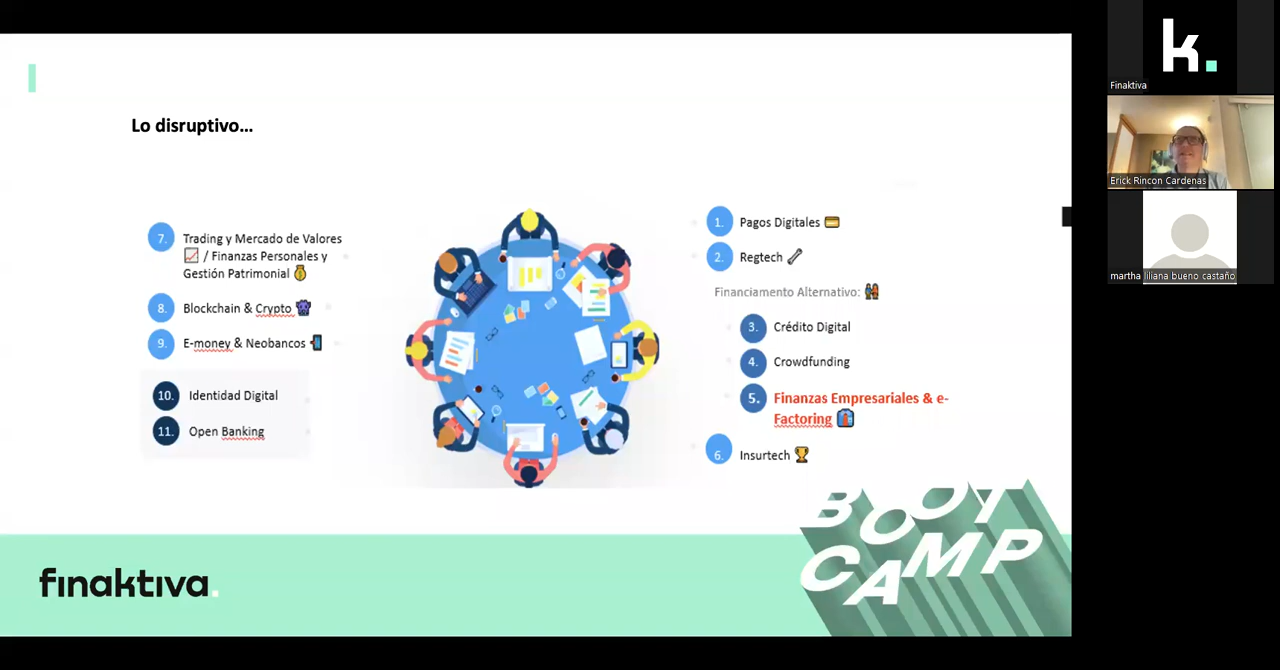 Lo disruptivo...
7. Trading y Mercado de Valores
/ Finanzas Personales y
Gestión Patrimonial
8. Blockchain & Crypto
9. E-money & Neobancos
10. Identidad Digital
11. Open Banking
1. Pagos Digitales
2. Regtech
Financiamiento Alternativo:
3. Crédito Digital
4. Crowdfunding
5. Finanzas Empresariales & e-
Factoring
6. Insurtech
finaktiva.
BOOT
CAMP
k.
Finaktiva
Erick Rincon Cardenas
martha liliana bueno castaño